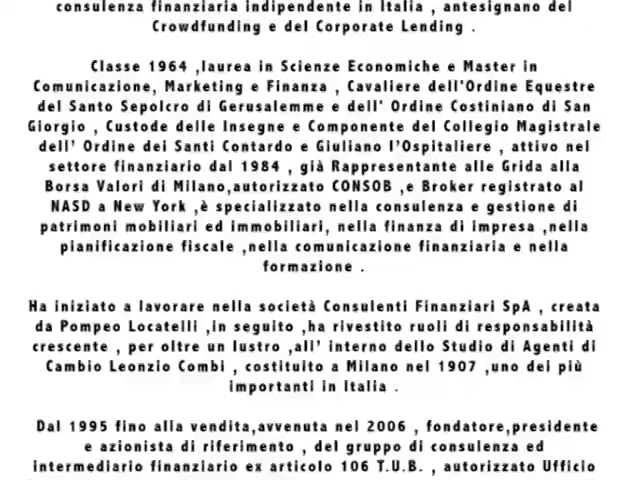 consulenza finanziaria indipendente in Italia , antesignano del
Crowdfunding e del Corporate Lending .
Classe 1964 ,laurea in Scienze Economiche e Master in
Comunicazione, Marketing e Finanza , Cavaliere dell'Ordine Equestre
del Santo Sepolcro di Gerusalemme e dell' Ordine Costiniano di San
Giorgio , Custode delle Insegne e Componente del Collegio Magistrale
dell' Ordine dei Santi Contardo e Giuliano l'Ospitaliere , attivo nel
settore finanziario dal 1984 , già Rappresentante alle Grida alla
Borsa Valori di Milano,autorizzato CONSOB ,e Broker registrato al
NASD a New York ,è specializzato nella consulenza e gestione di
patrimoni mobiliari ed immobiliari, nella finanza di impresa ,nella
pianificazione fiscale ,nella comunicazione finanziaria e nella
formazione .
Ha iniziato a lavorare nella società Consulenti Finanziari SpA , creata
da Pompeo Locatelli ,in seguito ,ha rivestito ruoli di responsabilità
crescente , per oltre un lustro ,all' interno dello Studio di Agenti di
Cambio Leonzio Combi , costituito a Milano nel 1907 ,uno dei più
importanti in Italia .
Dal 1995 fino alla vendita,avvenuta nel 2006 , fondatore,presidente
e azionista di riferimento , del gruppo di consulenza ed
intermediario finanziario ex articolo 106 T.U.B. , autorizzato Ufficio